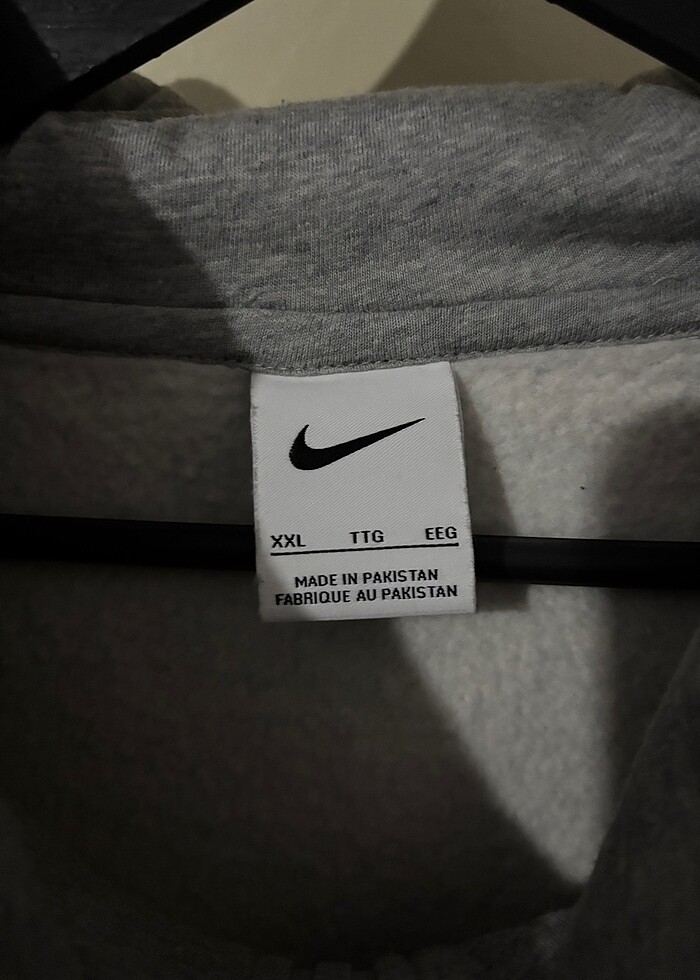 XXL TTG EEG
MADE IN PAKISTAN
FABRIQUE AU PAKISTAN